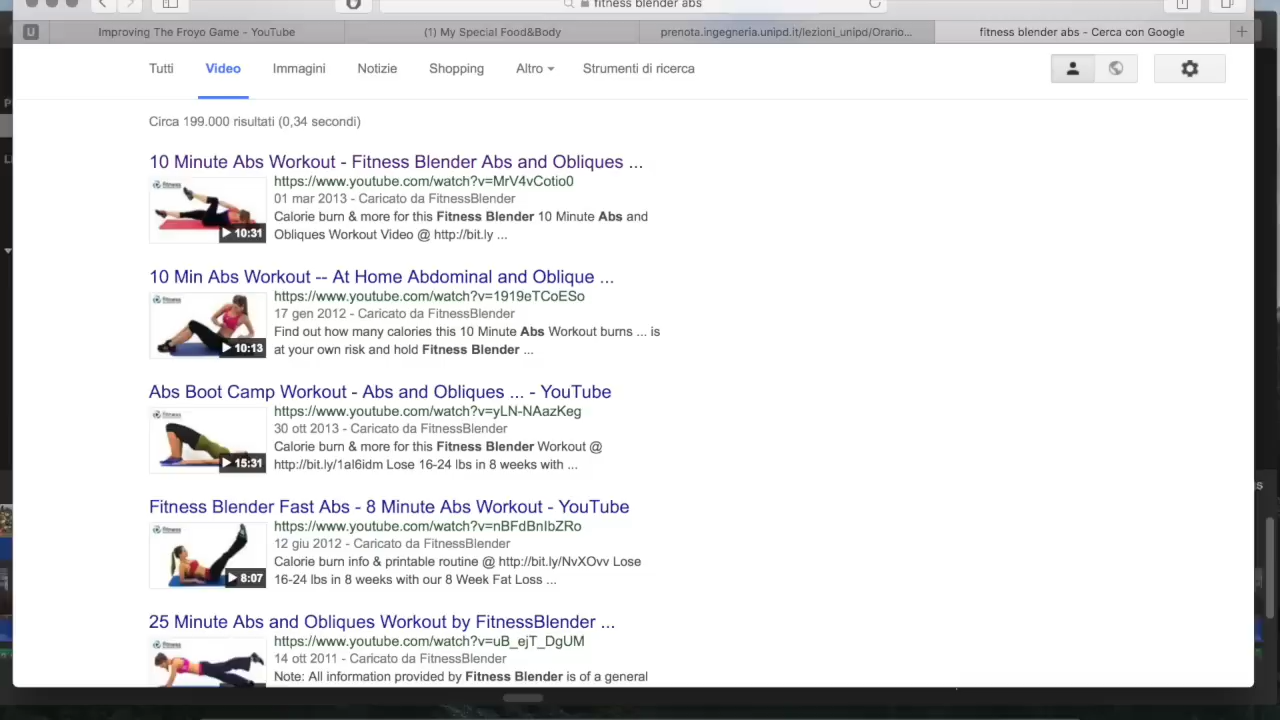 fitness blender abs
Improving The Froyo Game - YouTube
(1) My Special Food&Body
prenota.ingegneria.unipd.it/lezioni_unipd/Orario...
fitness blender abs - Cerca con Google
Tutti
Video
Immagini
Notizie
Shopping
Altro
Strumenti di ricerca
Circa 199.000 risultati (0,34 secondi)
10 Minute Abs Workout - Fitness Blender Abs and Obliques ...
https://www.youtube.com/watch?v=MrV4vCotio0
01 mar 2013 - Caricato da FitnessBlender
Calorie burn & more for this Fitness Blender 10 Minute Abs and
Obliques Workout Video @ http://bit.ly ...
10:31
10 Min Abs Workout -- At Home Abdominal and Oblique ...
https://www.youtube.com/watch?v=1919eTCoESo
17 gen 2012 - Caricato da FitnessBlender
Find out how many calories this 10 Minute Abs Workout burns ... is
at your own risk and hold Fitness Blender ...
10:13
Abs Boot Camp Workout - Abs and Obliques ... - YouTube
https://www.youtube.com/watch?v=yLN-NAazKeg
30 ott 2013 - Caricato da FitnessBlender
Calorie burn & more for this Fitness Blender Workout @
http://bit.ly/1aI6idm Lose 16-24 lbs in 8 weeks with ...
15:31
Fitness Blender Fast Abs - 8 Minute Abs Workout - YouTube
https://www.youtube.com/watch?v=nBFdBnIbZRo
12 giu 2012 - Caricato da FitnessBlender
Calorie burn info & printable routine @ http://bit.ly/NvXOvv Lose
16-24 lbs in 8 weeks with our 8 Week Fat Loss ...
8:07
25 Minute Abs and Obliques Workout by FitnessBlender ...
https://www.youtube.com/watch?v=uB_ejT_DgUM
14 ott 2011 - Caricato da FitnessBlender
Note: All information provided by Fitness Blender is of a general